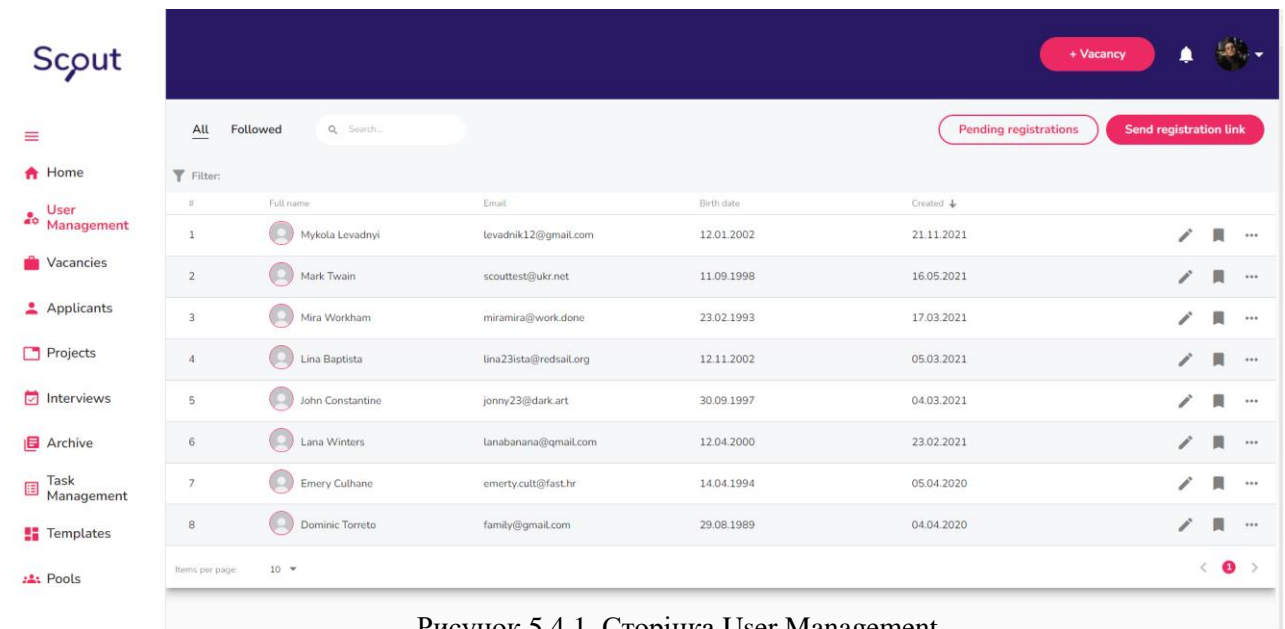 Scout
+ Vacancy
All Followed Search... Pending registrations Send registration link
Filter:
Home
User
Management
Vacancies
Applicants
Projects
Interviews
Archive
Task
Management
Templates
Pools
# Full name Email Birth date Created
1 Mykola Levadnyi levadnik12@gmail.com 12.01.2002 21.11.2021
2 Mark Twain scouttest@ukr.net 11.09.1998 16.05.2021
3 Mira Workham miramira@work.done 23.02.1993 17.03.2021
4 Lina Baptista lina23ista@redsail.org 12.11.2002 05.03.2021
5 John Constantine jonny23@dark.art 30.09.1997 04.03.2021
6 Lana Winters lanabanana@qmail.com 12.04.2000 23.02.2021
7 Emery Culhane emerty.cult@fast.hr 14.04.1994 05.04.2020
8 Dominic Torreto family@gmail.com 29.08.1989 04.04.2020
Items per page: 10 < 1 >
Рисунок 5.4.1. Сторінка User Management